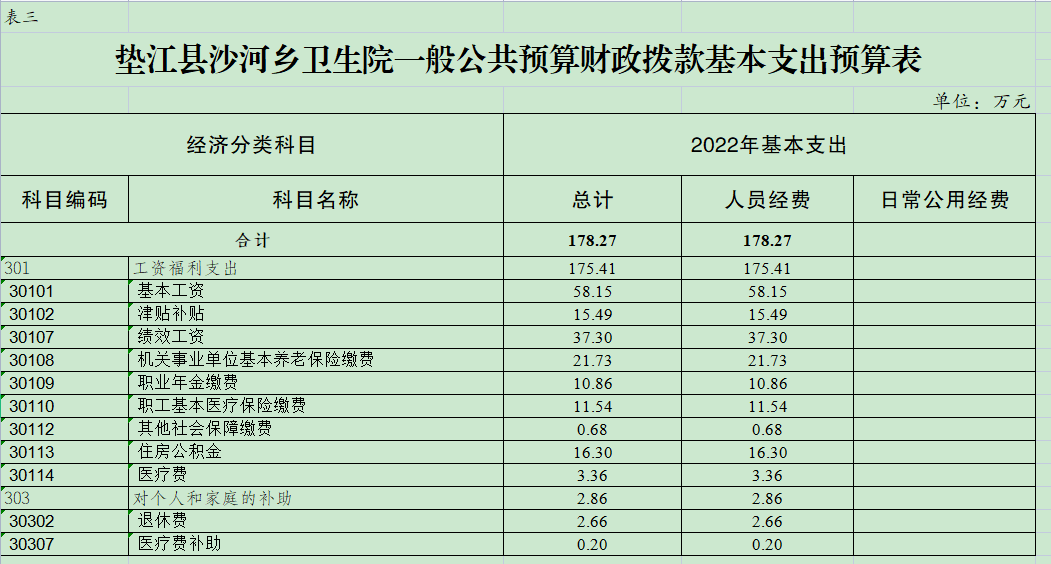 表三
垫江县沙河乡卫生院一般公共预算财政拨款基本支出预算表
单位：万元
经济分类科目 2022年基本支出
科目编码 科目名称 总计 人员经费 日常公用经费
合计 178.27 178.27
301 工资福利支出 175.41 175.41
30101 基本工资 58.15 58.15
30102 津贴补贴 15.49 15.49
30107 绩效工资 37.30 37.30
30108 机关事业单位基本养老保险缴费 21.73 21.73
30109 职业年金缴费 10.86 10.86
30110 职工基本医疗保险缴费 11.54 11.54
30112 其他社会保障缴费 0.68 0.68
30113 住房公积金 16.30 16.30
30114 医疗费 3.36 3.36
303 对个人和家庭的补助 2.86 2.86
30302 退休费 2.66 2.66
30307 医疗费补助 0.20 0.20